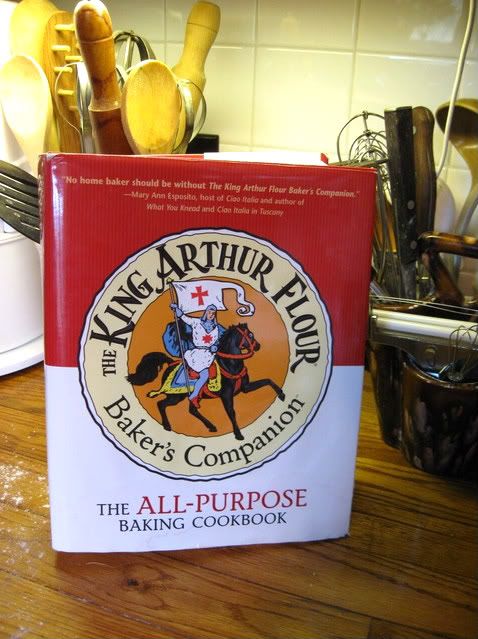 "No home baker should be without The King Arthur Flour Baker's Companion."
—Mary Ann Esposito, host of Ciao Italia and author of
What You Knead and Ciao Italia in Tuscany
THE KING ARTHUR FLOUR
Baker's Companion™
THE ALL-PURPOSE
BAKING COOKBOOK